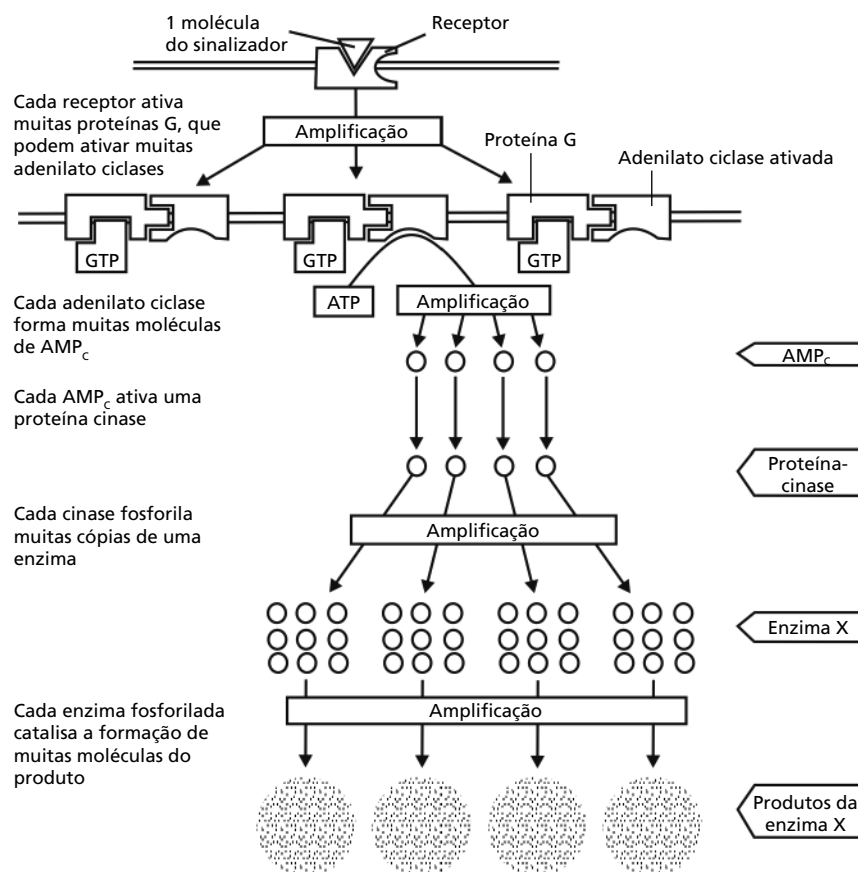 1 molécula
do sinalizador
Receptor
Cada receptor ativa
muitas proteínas G, que
podem ativar muitas
adenilato ciclases
Amplificação
Proteína G
Adenilato ciclase ativada
GTP
GTP
GTP
ATP
Amplificação
Cada adenilato ciclase
forma muitas moléculas
de AMPc
AMPc
Cada AMPc ativa uma
proteína cinase
Proteína-
cinase
Cada cinase fosforila
muitas cópias de uma
enzima
Amplificação
Enzima X
Cada enzima fosforilada
catalisa a formação de
muitas moléculas do
produto
Amplificação
Produtos da
enzima X